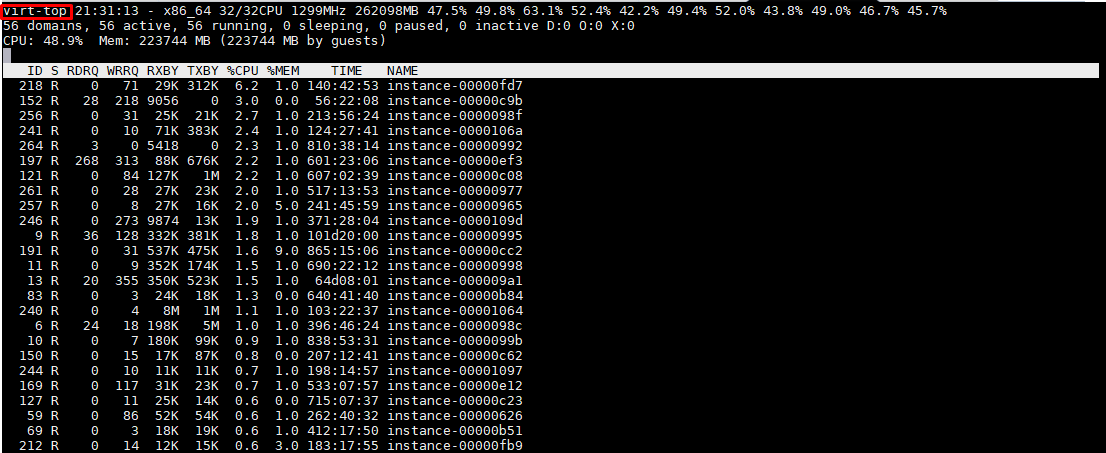 virt-top 21:31:13 - x86_64 32/32CPU 1299MHz 262098MB 47.5% 49.8% 63.1% 52.4% 42.2% 49.4% 52.0% 43.8% 49.0% 46.7% 45.7%
56 domains, 56 active, 56 running, 0 sleeping, 0 paused, 0 inactive D:0 O:0 X:0
CPU: 48.9% Mem: 223744 MB (223744 MB by guests)
ID S RDRQ WRRQ RXBY TXBY %CPU %MEM TIME NAME
218 R 0 71 29K 312K 6.2 1.0 140:42:53 instance-00000fd7
152 R 28 218 9056 0 3.0 0.0 56:22:08 instance-00000c9b
256 R 0 31 25K 21K 2.7 1.0 213:56:24 instance-0000098f
241 R 0 10 71K 383K 2.4 1.0 124:27:41 instance-0000106a
264 R 3 0 5418 0 2.3 1.0 810:38:14 instance-00000992
197 R 268 313 88K 676K 2.2 1.0 601:23:06 instance-00000ef3
121 R 0 84 127K 1M 2.2 1.0 607:02:39 instance-00000c08
261 R 0 28 27K 23K 2.0 1.0 517:13:53 instance-00000977
257 R 0 8 27K 16K 2.0 5.0 241:45:59 instance-00000965
246 R 0 273 9874 13K 1.9 1.0 371:28:04 instance-0000109d
9 R 36 128 332K 381K 1.8 1.0 101d20:00 instance-00000995
191 R 0 31 537K 475K 1.6 9.0 865:15:06 instance-00000cc2
11 R 0 9 352K 174K 1.5 1.0 690:22:12 instance-00000998
13 R 20 355 350K 523K 1.5 1.0 64d08:01 instance-000009a1
83 R 0 3 24K 18K 1.3 0.0 640:41:40 instance-00000b84
240 R 0 4 8M 1M 1.1 1.0 103:22:37 instance-00001064
6 R 24 18 198K 5M 1.0 1.0 396:46:24 instance-0000098c
10 R 0 7 180K 99K 0.9 1.0 838:53:31 instance-0000099b
150 R 0 15 17K 87K 0.8 0.0 207:12:41 instance-00000c62
244 R 0 10 11K 11K 0.7 1.0 198:14:57 instance-00001097
169 R 0 117 31K 23K 0.7 1.0 533:07:57 instance-00000e12
127 R 0 11 25K 14K 0.6 0.0 715:07:37 instance-00000c23
59 R 0 86 52K 54K 0.6 1.0 262:40:32 instance-00000626
69 R 0 3 18K 19K 0.6 1.0 412:17:50 instance-00000b51
212 R 0 14 12K 15K 0.6 3.0 183:17:55 instance-00000fb9